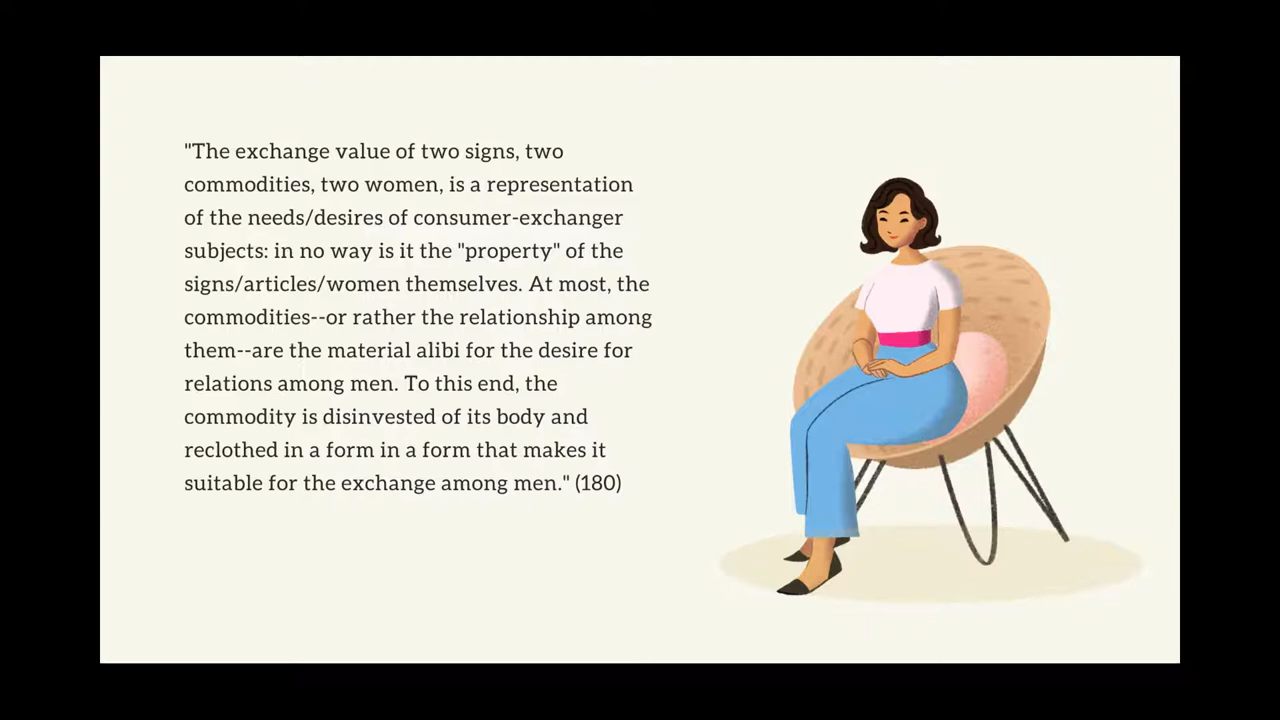 "The exchange value of two signs, two
commodities, two women, is a representation
of the needs/desires of consumer-exchanger
subjects: in no way is it the "property" of the
signs/articles/women themselves. At most, the
commodities--or rather the relationship among
them--are the material alibi for the desire for
relations among men. To this end, the
commodity is disinvested of its body and
reclothed in a form in a form that makes it
suitable for the exchange among men." (180)